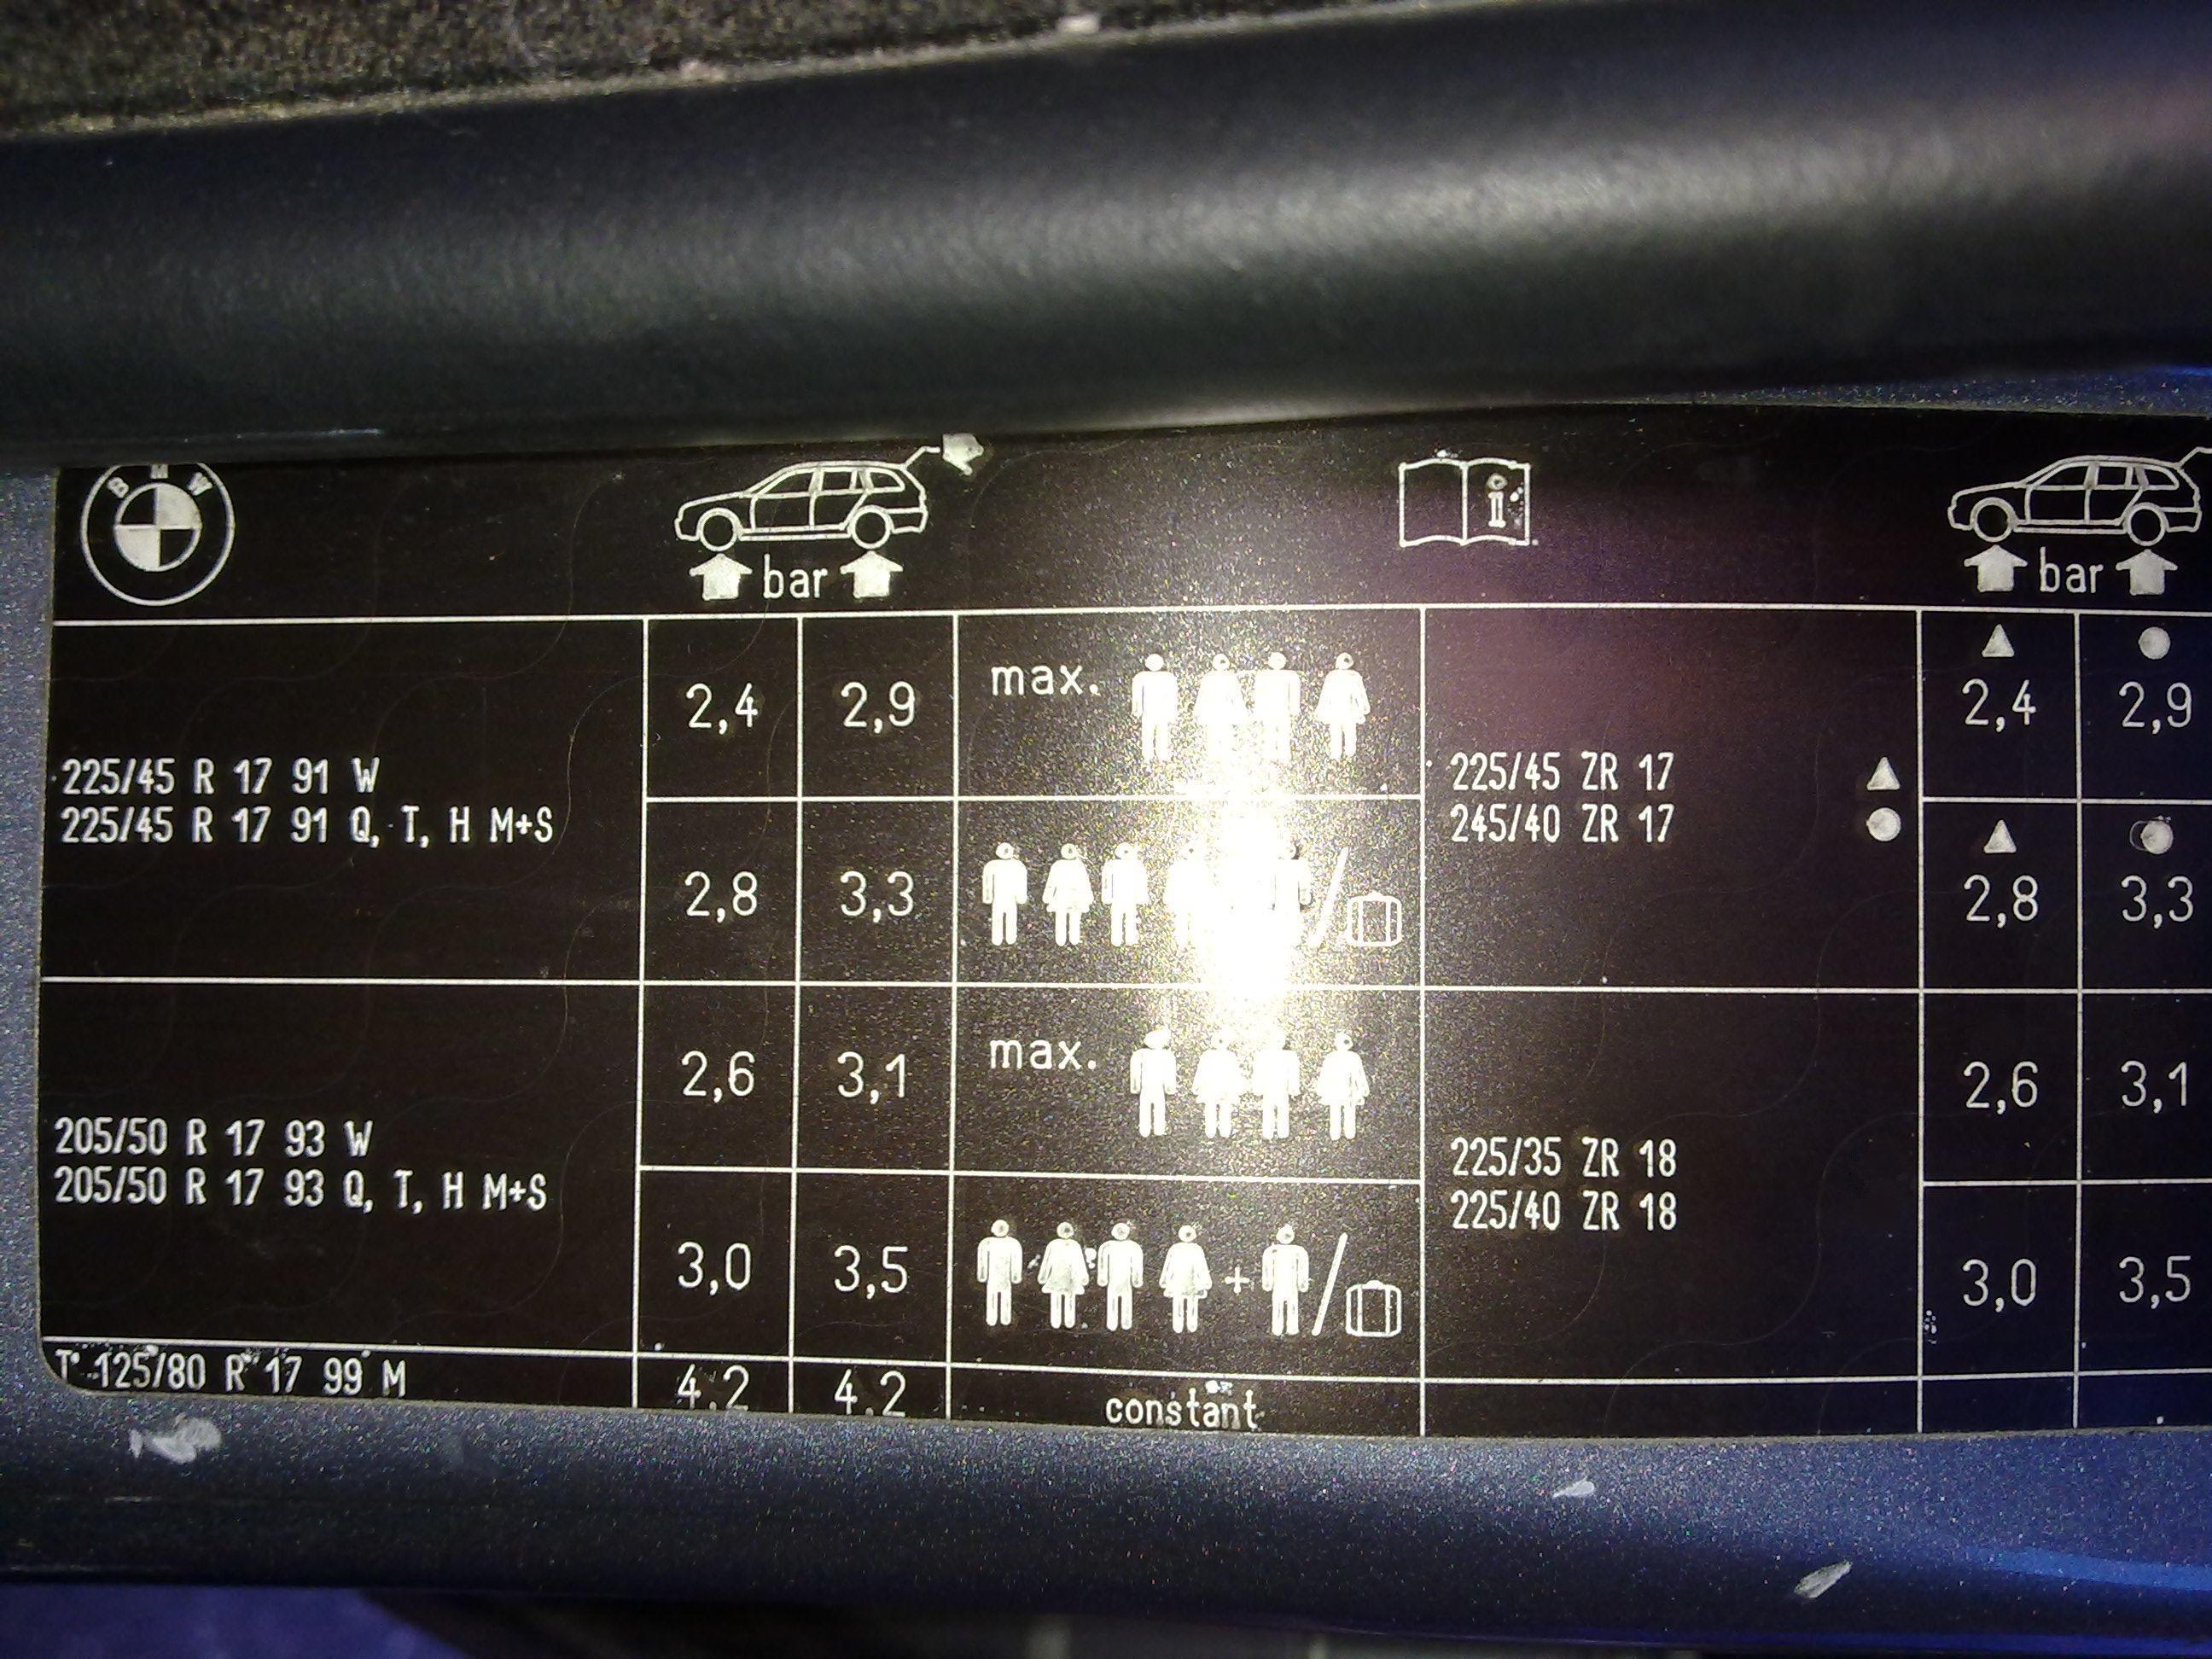 BMW
bar
bar
225/45 R 17 91 W
225/45 R 17 91 Q, T, H M+S
2,4 2,9 max.
2,8 3,3
225/45 ZR 17
245/40 ZR 17
2,4 2,9
2,8 3,3
205/50 R 17 93 W
205/50 R 17 93 Q, T, H M+S
2,6 3,1 max.
3,0 3,5 +
225/35 ZR 18
225/40 ZR 18
2,6 3,1
3,0 3,5
T 125/80 R 17 99 M 4,2 4,2 constant